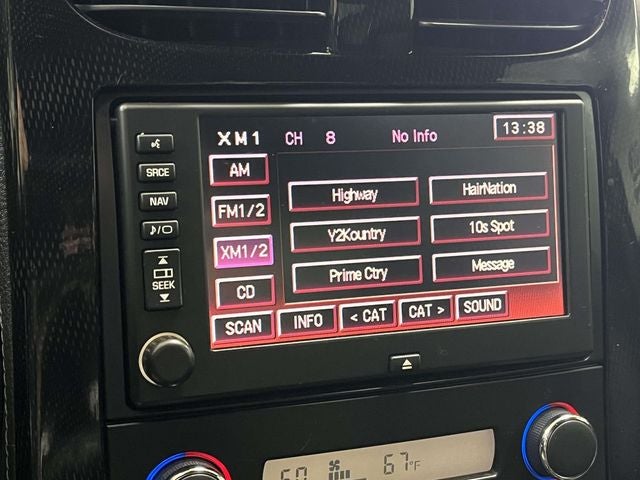 XM1 CH 8 No Info 13:38
SRCE
NAV
SEEK
AM
FM1/2
XM1/2
CD
Highway
HairNation
Y2Kountry
10s Spot
Prime Ctry
Message
SCAN INFO < CAT CAT > SOUND
60 67°F